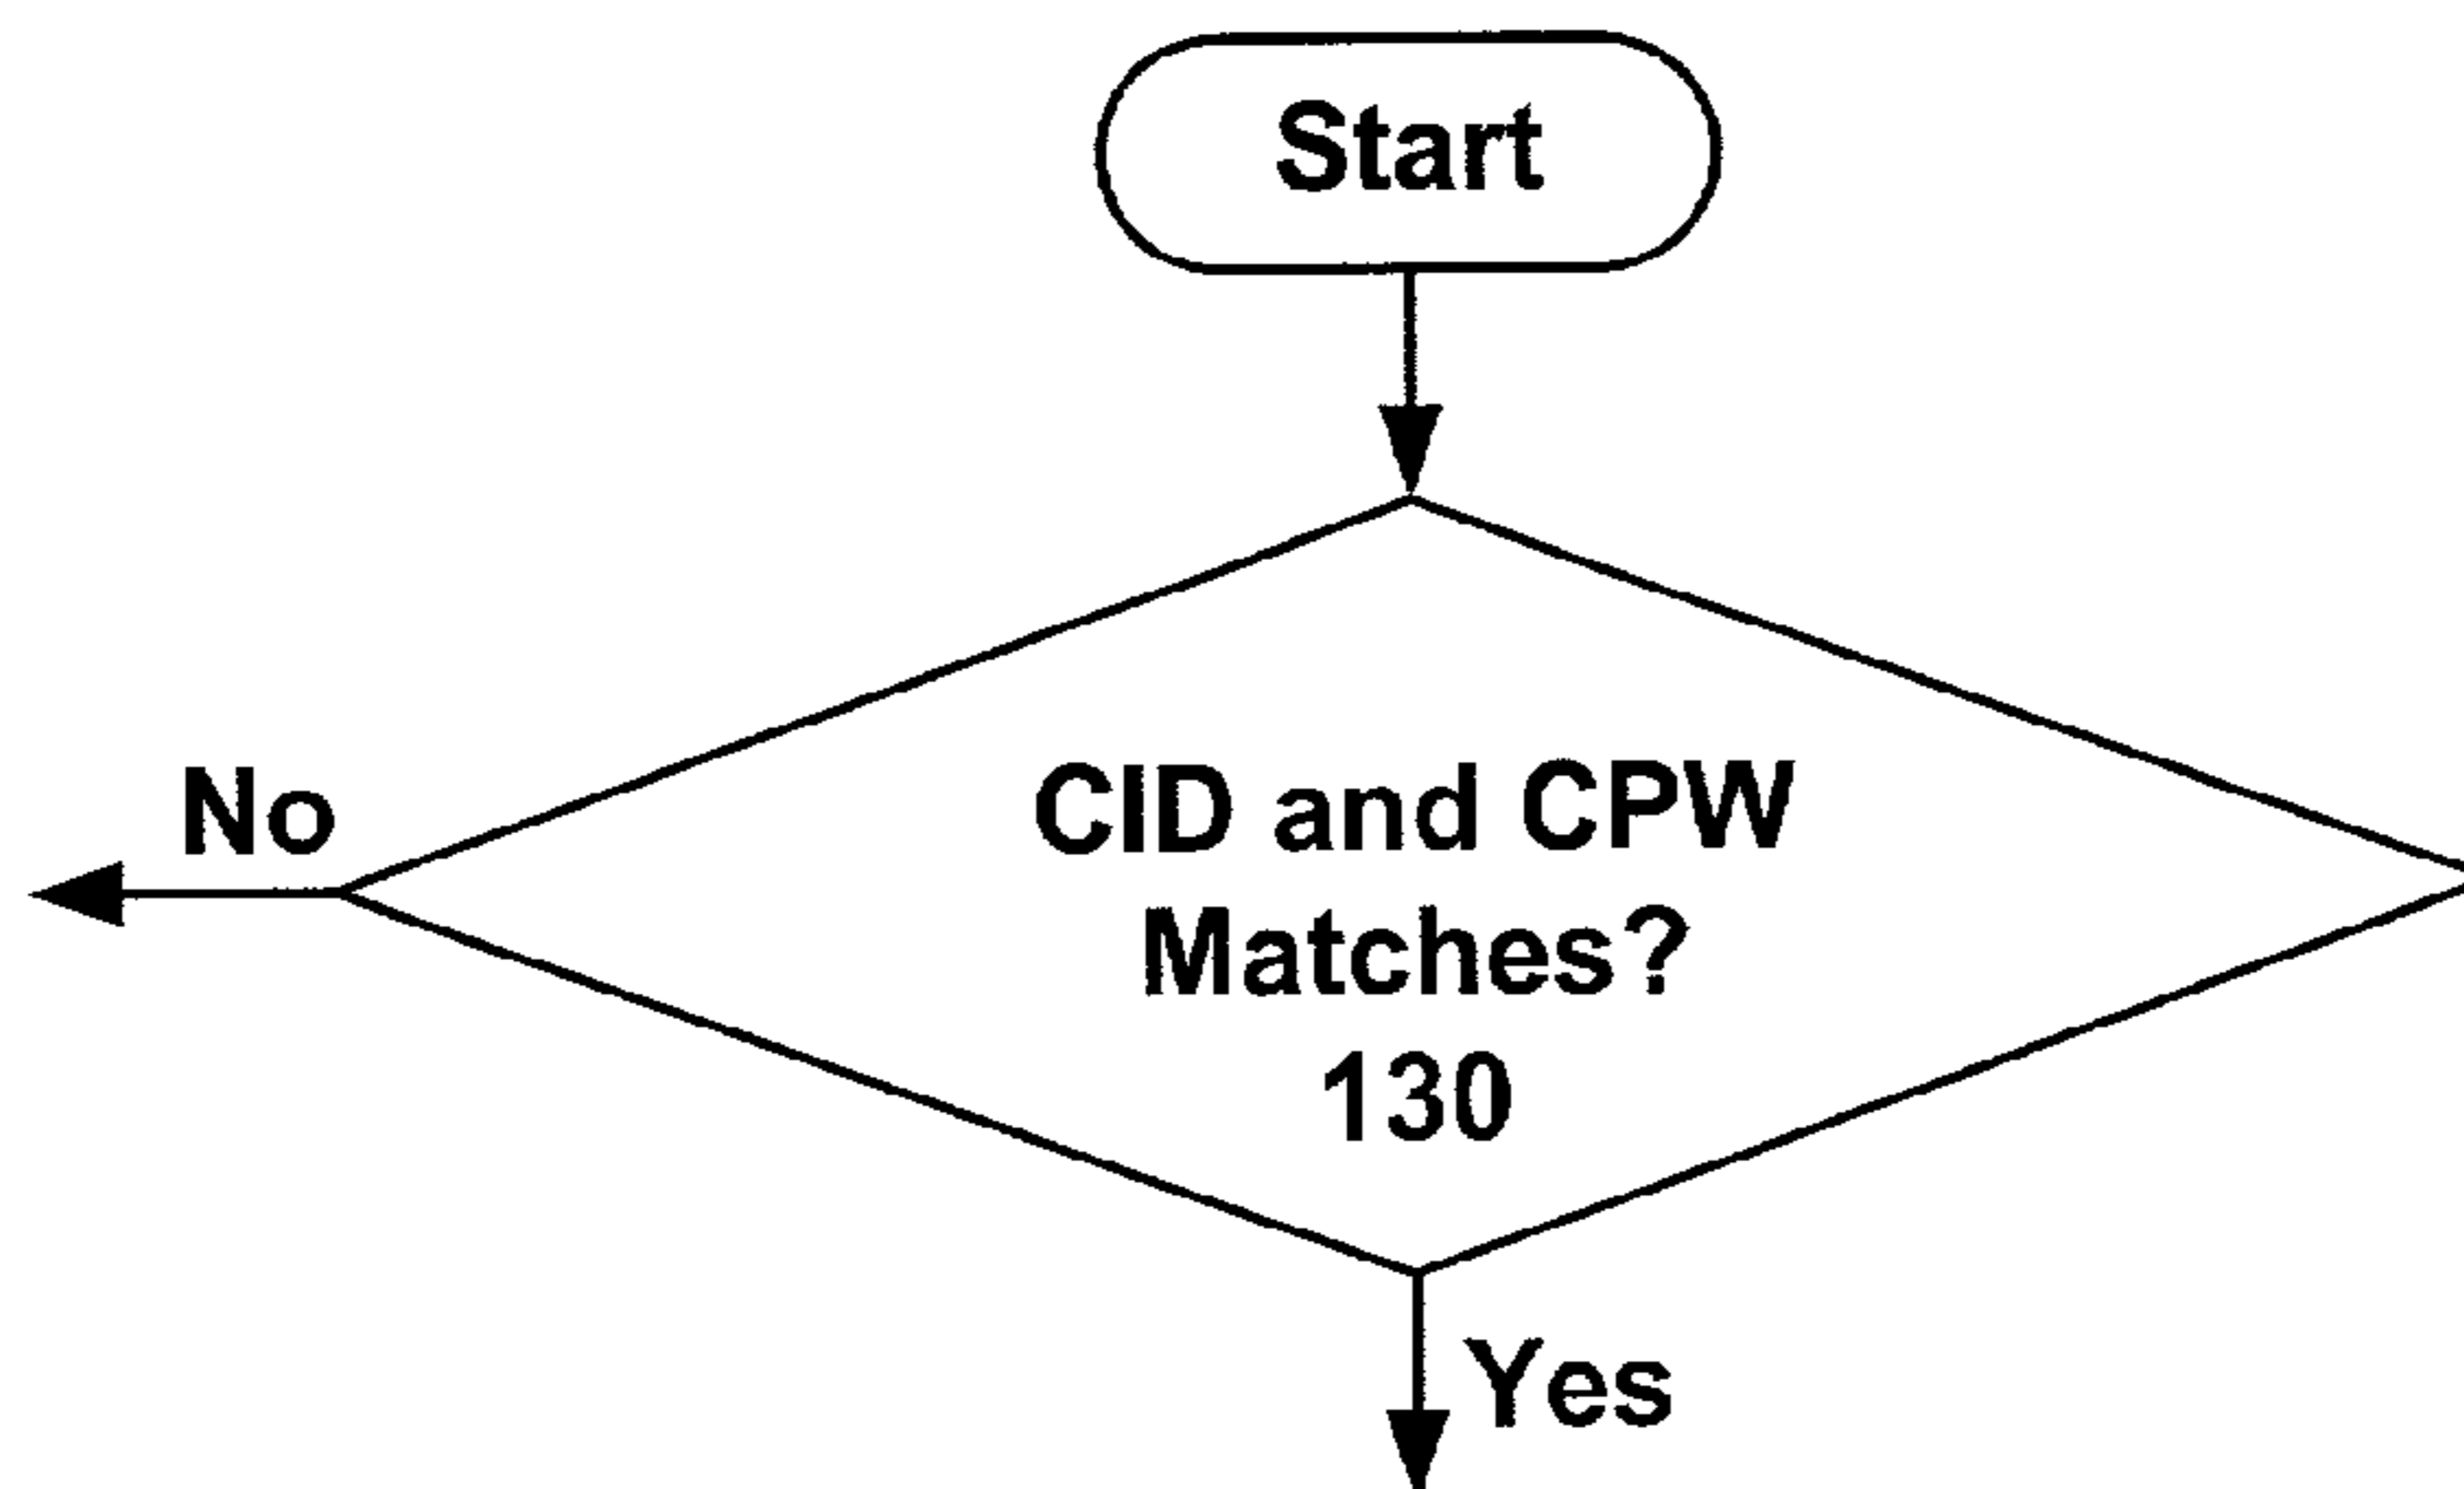 Start
No
CID and CPW
Matches?
130
Yes